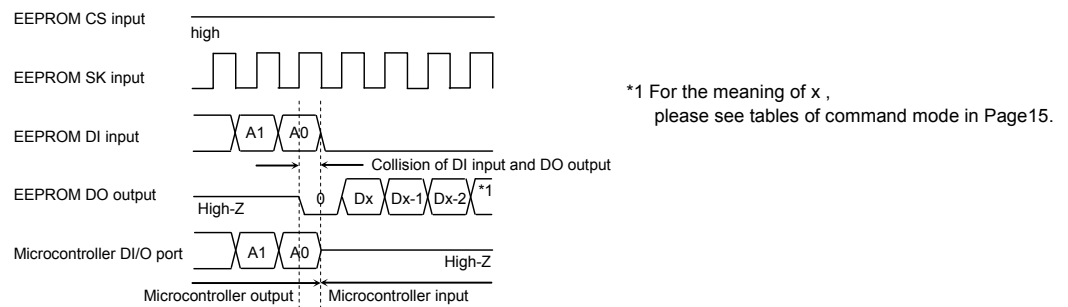 EEPROM CS input
high
EEPROM SK input
*1 For the meaning of x ,
please see tables of command mode in Page15.
EEPROM DI input
A1 A0
Collision of DI input and DO output
EEPROM DO output
High-Z
0 Dx Dx-1 Dx-2 *1
Microcontroller DI/O port
A1 A0
High-Z
Microcontroller output Microcontroller input